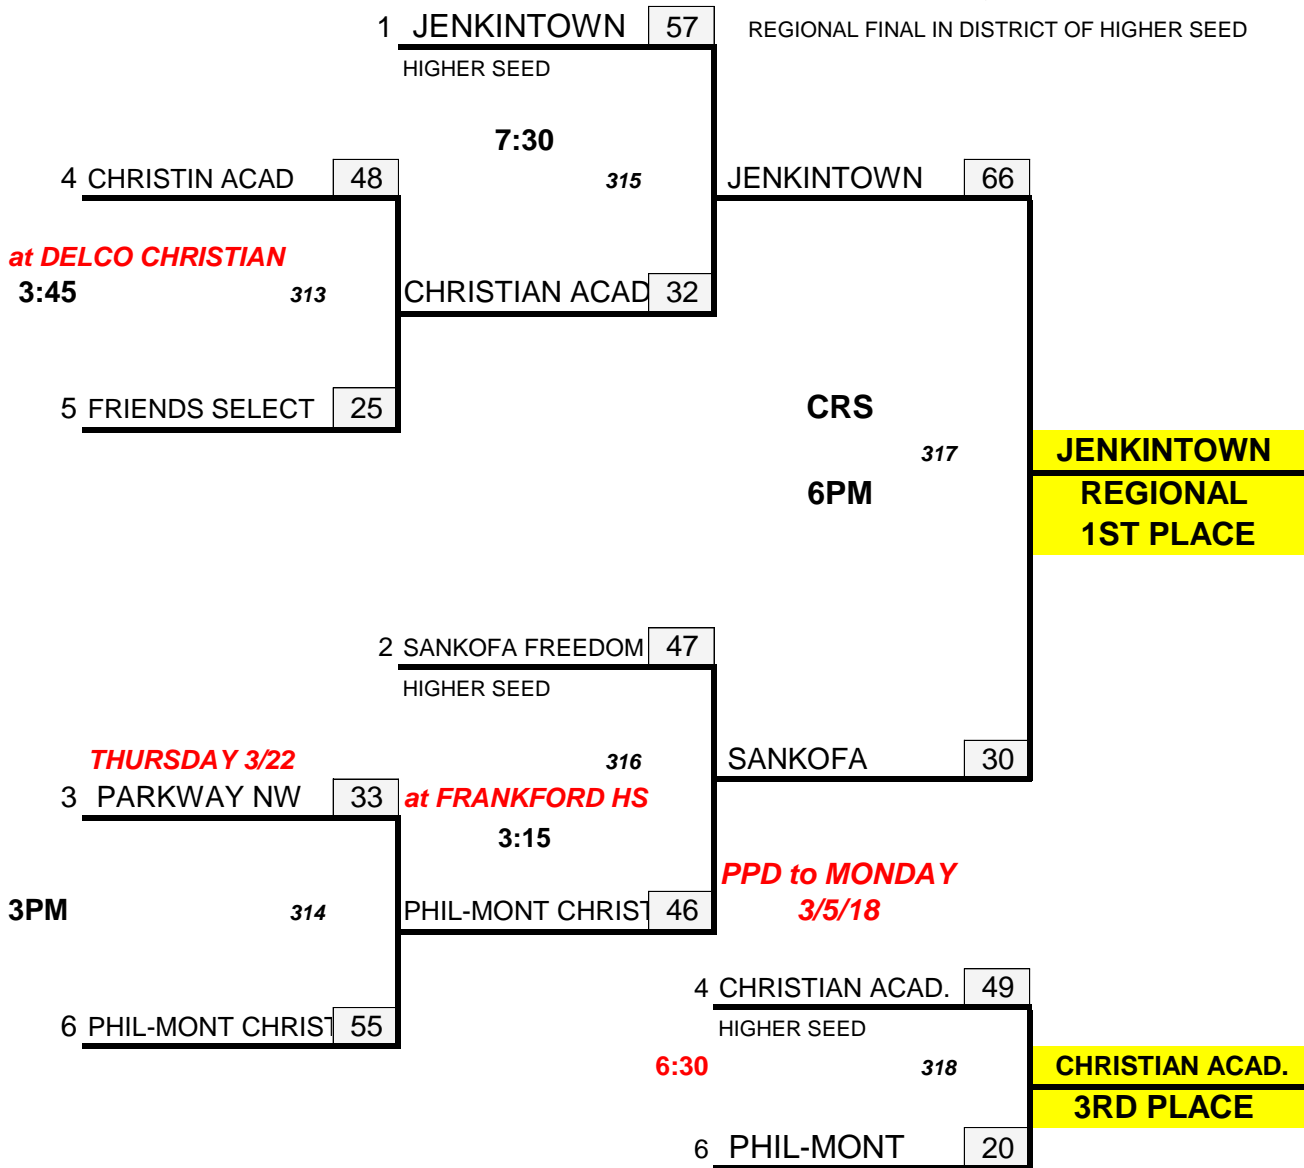 1 JENKINTOWN 57 REGIONAL FINAL IN DISTRICT OF HIGHER SEED
HIGHER SEED
7:30
4 CHRISTIN ACAD 48 315 JENKINTOWN 66
at DELCO CHRISTIAN
3:45 313 CHRISTIAN ACAD 32
5 FRIENDS SELECT 25 CRS
317 JENKINTOWN
6PM REGIONAL
1ST PLACE
2 SANKOFA FREEDOM 47
HIGHER SEED
THURSDAY 3/22 316 SANKOFA 30
3 PARKWAY NW 33 at FRANKFORD HS
3:15
PPD to MONDAY
3PM 314 PHIL-MONT CHRIST 46 3/5/18
4 CHRISTIAN ACAD. 49
6 PHIL-MONT CHRIST 55 HIGHER SEED
6:30 318 CHRISTIAN ACAD.
3RD PLACE
6 PHIL-MONT 20